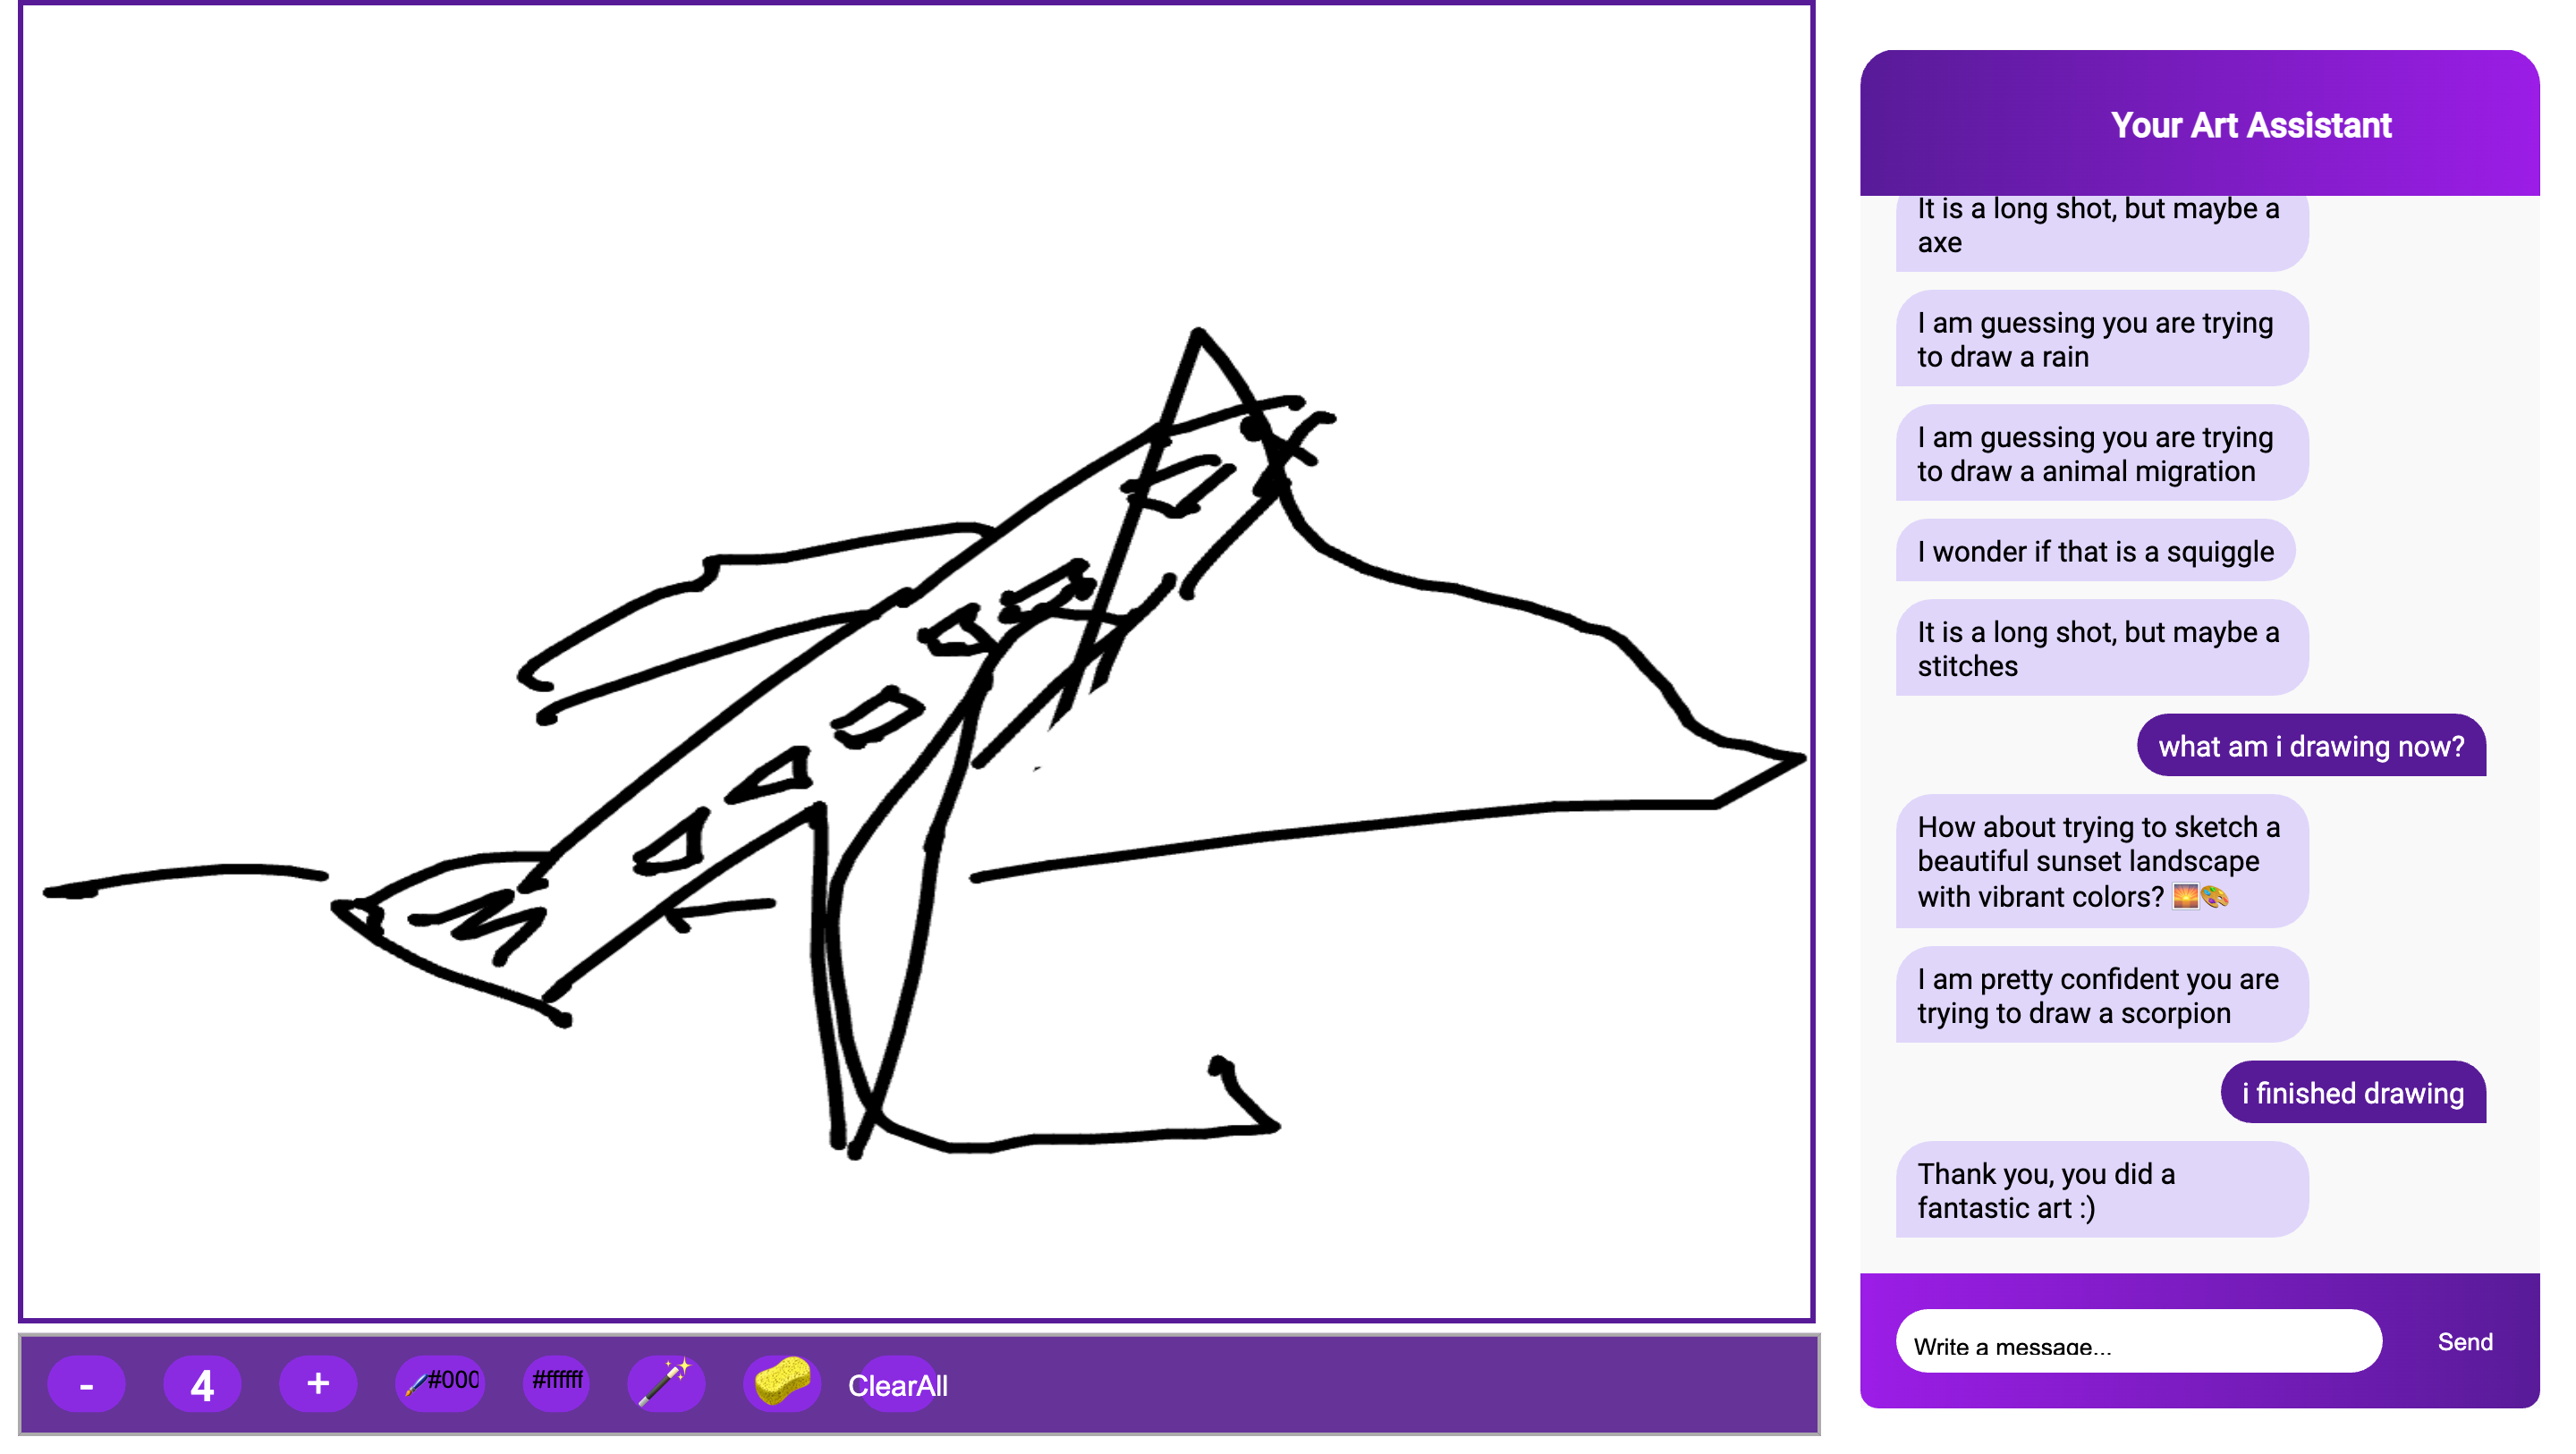 Your Art Assistant
It is a long shot, but maybe a
axe
I am guessing you are trying
to draw a rain
I am guessing you are trying
to draw a animal migration
I wonder if that is a squiggle
It is a long shot, but maybe a
stitches
what am i drawing now?
How about trying to sketch a
beautiful sunset landscape
with vibrant colors? 🌅🎨
I am pretty confident you are
trying to draw a scorpion
i finished drawing
Thank you, you did a
fantastic art :)
Write a message...
Send
- 4 + #000 #ffffff ClearAll